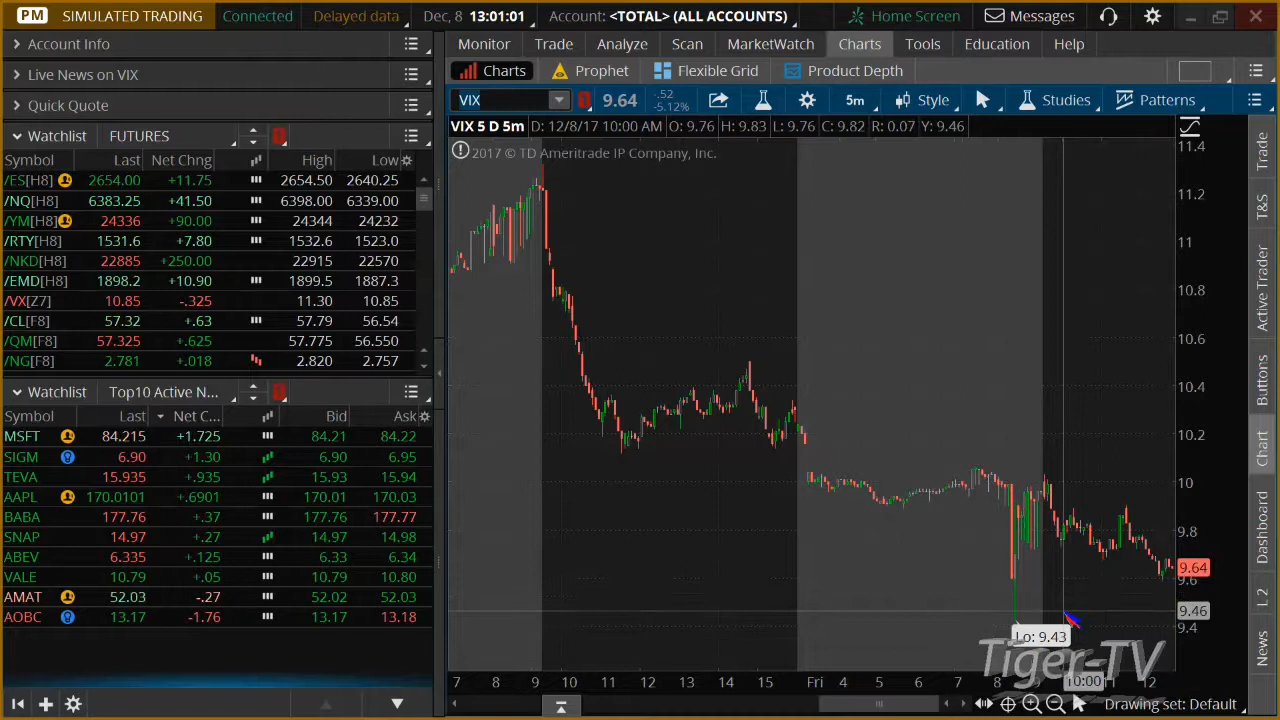 PM SIMULATED TRADING Connected Delayed data Dec, 8 13:01:01 Account: <TOTAL> (ALL ACCOUNTS) Home Screen Messages
Account Info
Live News on VIX
Quick Quote
Watchlist FUTURES
Symbol Last Net Chng High Low
/ES[H8] 2654.00 +11.75 2654.50 2640.25
/NQ[H8] 6383.25 +41.50 6398.00 6339.00
/YM[H8] 24336 +90.00 24344 24232
/RTY[H8] 1531.6 +7.80 1532.6 1523.0
/NKD[H8] 22885 +250.00 22915 22570
/EMD[H8] 1898.2 +10.90 1899.5 1887.3
/VX[Z7] 10.85 -.325 11.30 10.85
/CL[F8] 57.32 +.63 57.79 56.54
/QM[F8] 57.325 +.625 57.775 56.550
/NG[F8] 2.781 +.018 2.820 2.757
Watchlist Top10 Active N...
Symbol Last Net C... Bid Ask
MSFT 84.215 +1.725 84.21 84.22
SIGM 6.90 +1.30 6.90 6.95
TEVA 15.935 +.935 15.93 15.94
AAPL 170.0101 +.6901 170.01 170.03
BABA 177.76 +.37 177.76 177.77
SNAP 14.97 +.27 14.97 14.98
ABEV 6.335 +.125 6.33 6.34
VALE 10.79 +.05 10.79 10.80
AMAT 52.03 -.27 52.02 52.03
AOBC 13.17 -1.76 13.17 13.18
Monitor Trade Analyze Scan MarketWatch Charts Tools Education Help
Charts Prophet Flexible Grid Product Depth
VIX 1 9.64 -.52 -5.12% 5m Style Studies Patterns
VIX 5 D 5m D: 12/8/17 10:00 AM O: 9.76 H: 9.83 L: 9.76 C: 9.82 R: 0.07 Y: 9.46
2017 © TD Ameritrade IP Company, Inc.
11.4
11.2
11
10.8
10.6
10.4
10.2
10
9.8
9.64
9.6
9.46
9.4
Lo: 9.43
Tiger-TV
7 8 9 10 11 12 13 14 15 Fri 4 5 6 7 8 10:00 11 12
Drawing set: Default
Trade
T&S
Active Trader
Buttons
Chart
Dashboard
L 2
News